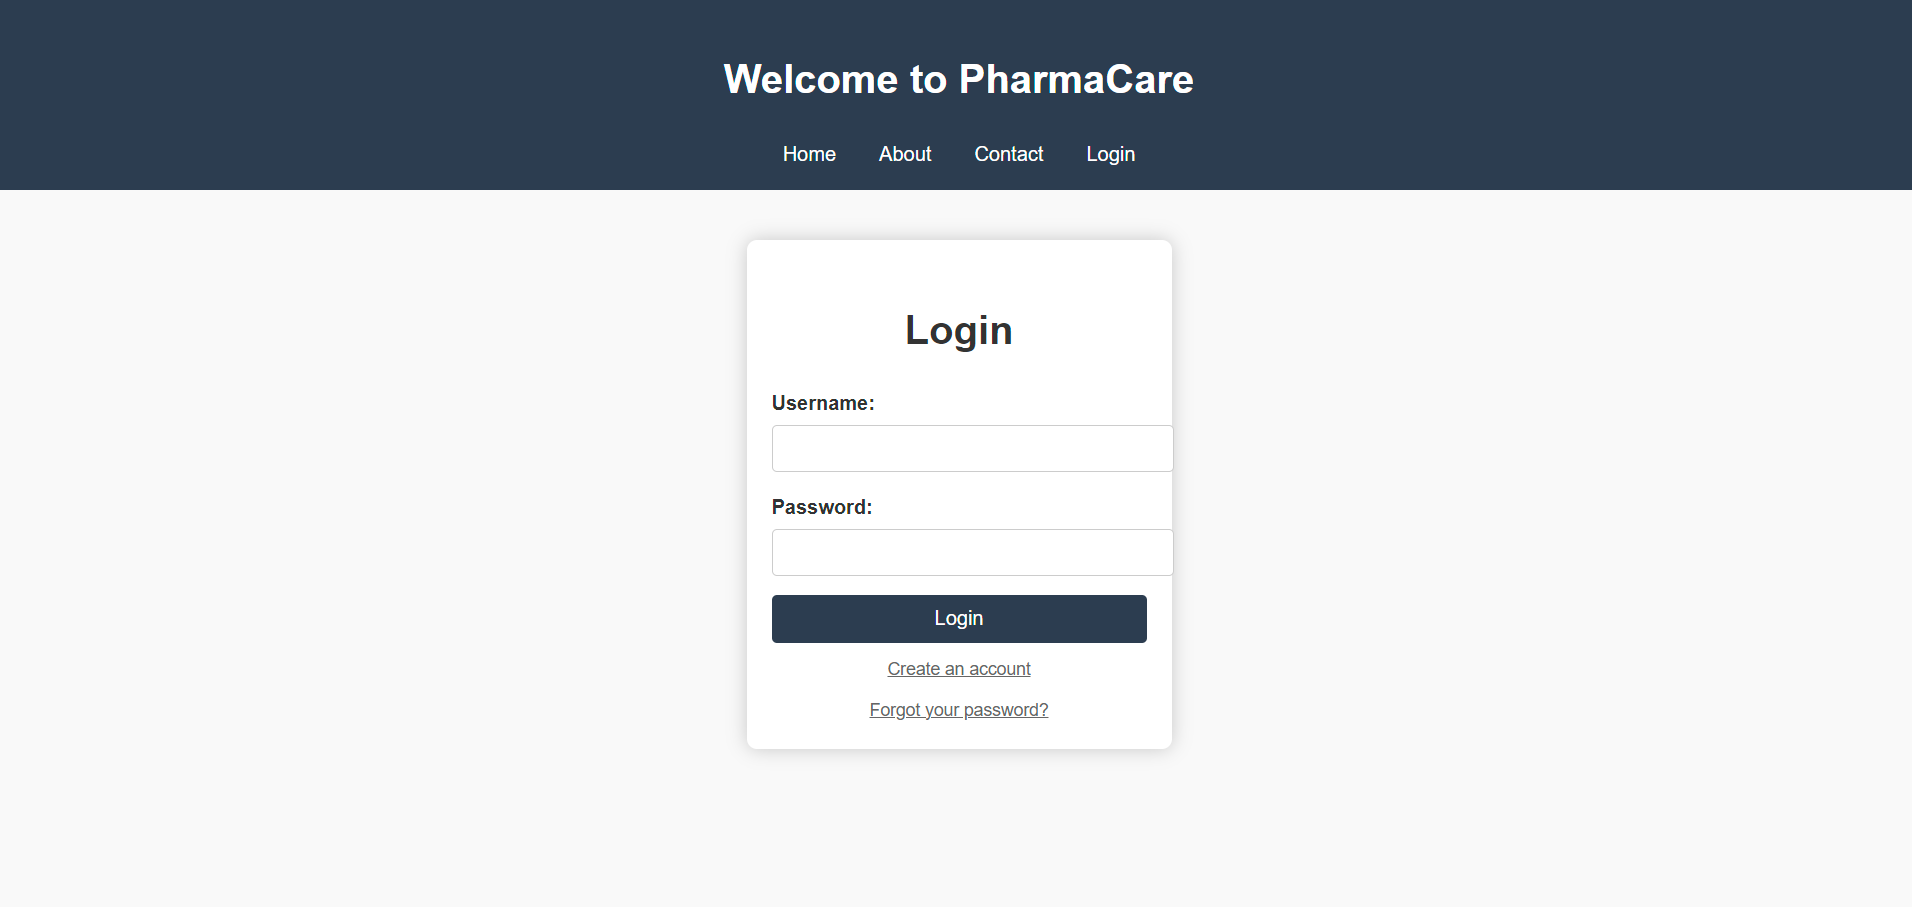 Welcome to PharmaCare
Home About Contact Login
Login
Username:
Password:
Login
Create an account
Forgot your password?